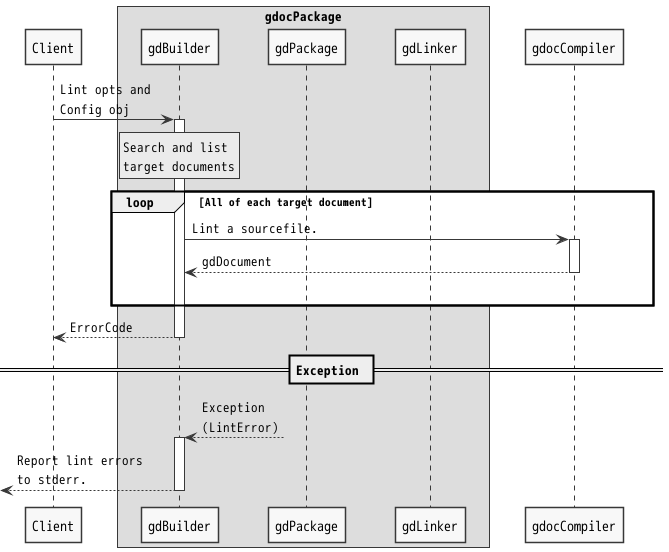 gdocPackage
Client
gdBuilder
gdPackage
gdLinker
gdocCompiler
Lint opts and
Config obj
Search and list
target documents
loop
[All of each target document]
Lint a sourcefile.
gdDocument
ErrorCode
Exception
Exception
(LintError)
Report lint errors
to stderr.
Client
gdBuilder
gdPackage
gdLinker
gdocCompiler